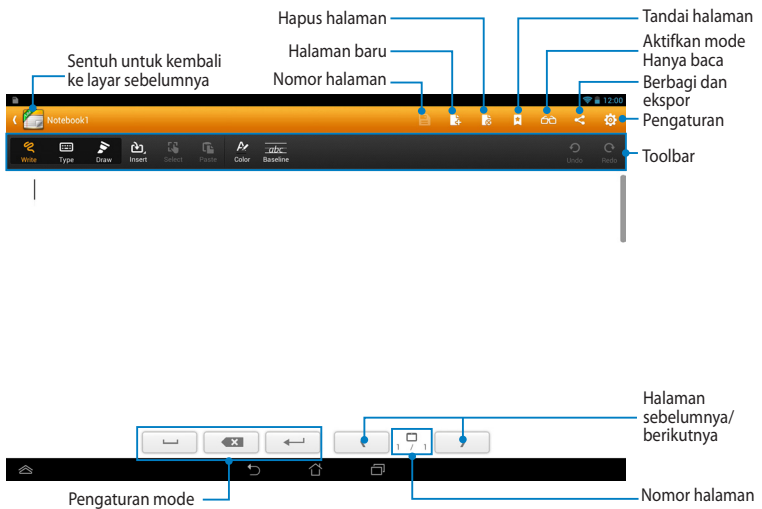 Hapus halaman
Tandai halaman
Halaman baru
Aktifkan mode
Hanya baca
Sentuh untuk kembali
ke layar sebelumnya
Nomor halaman
Berbagi dan
ekspor
12:00
Notebook1
Pengaturan
Write
Type
Draw
Insert
Select
Paste
Color
abc
Baseline
Undo
Redo
Toolbar
Halaman
sebelumnya/
berikutnya
1 / 1
Pengaturan mode
Nomor halaman